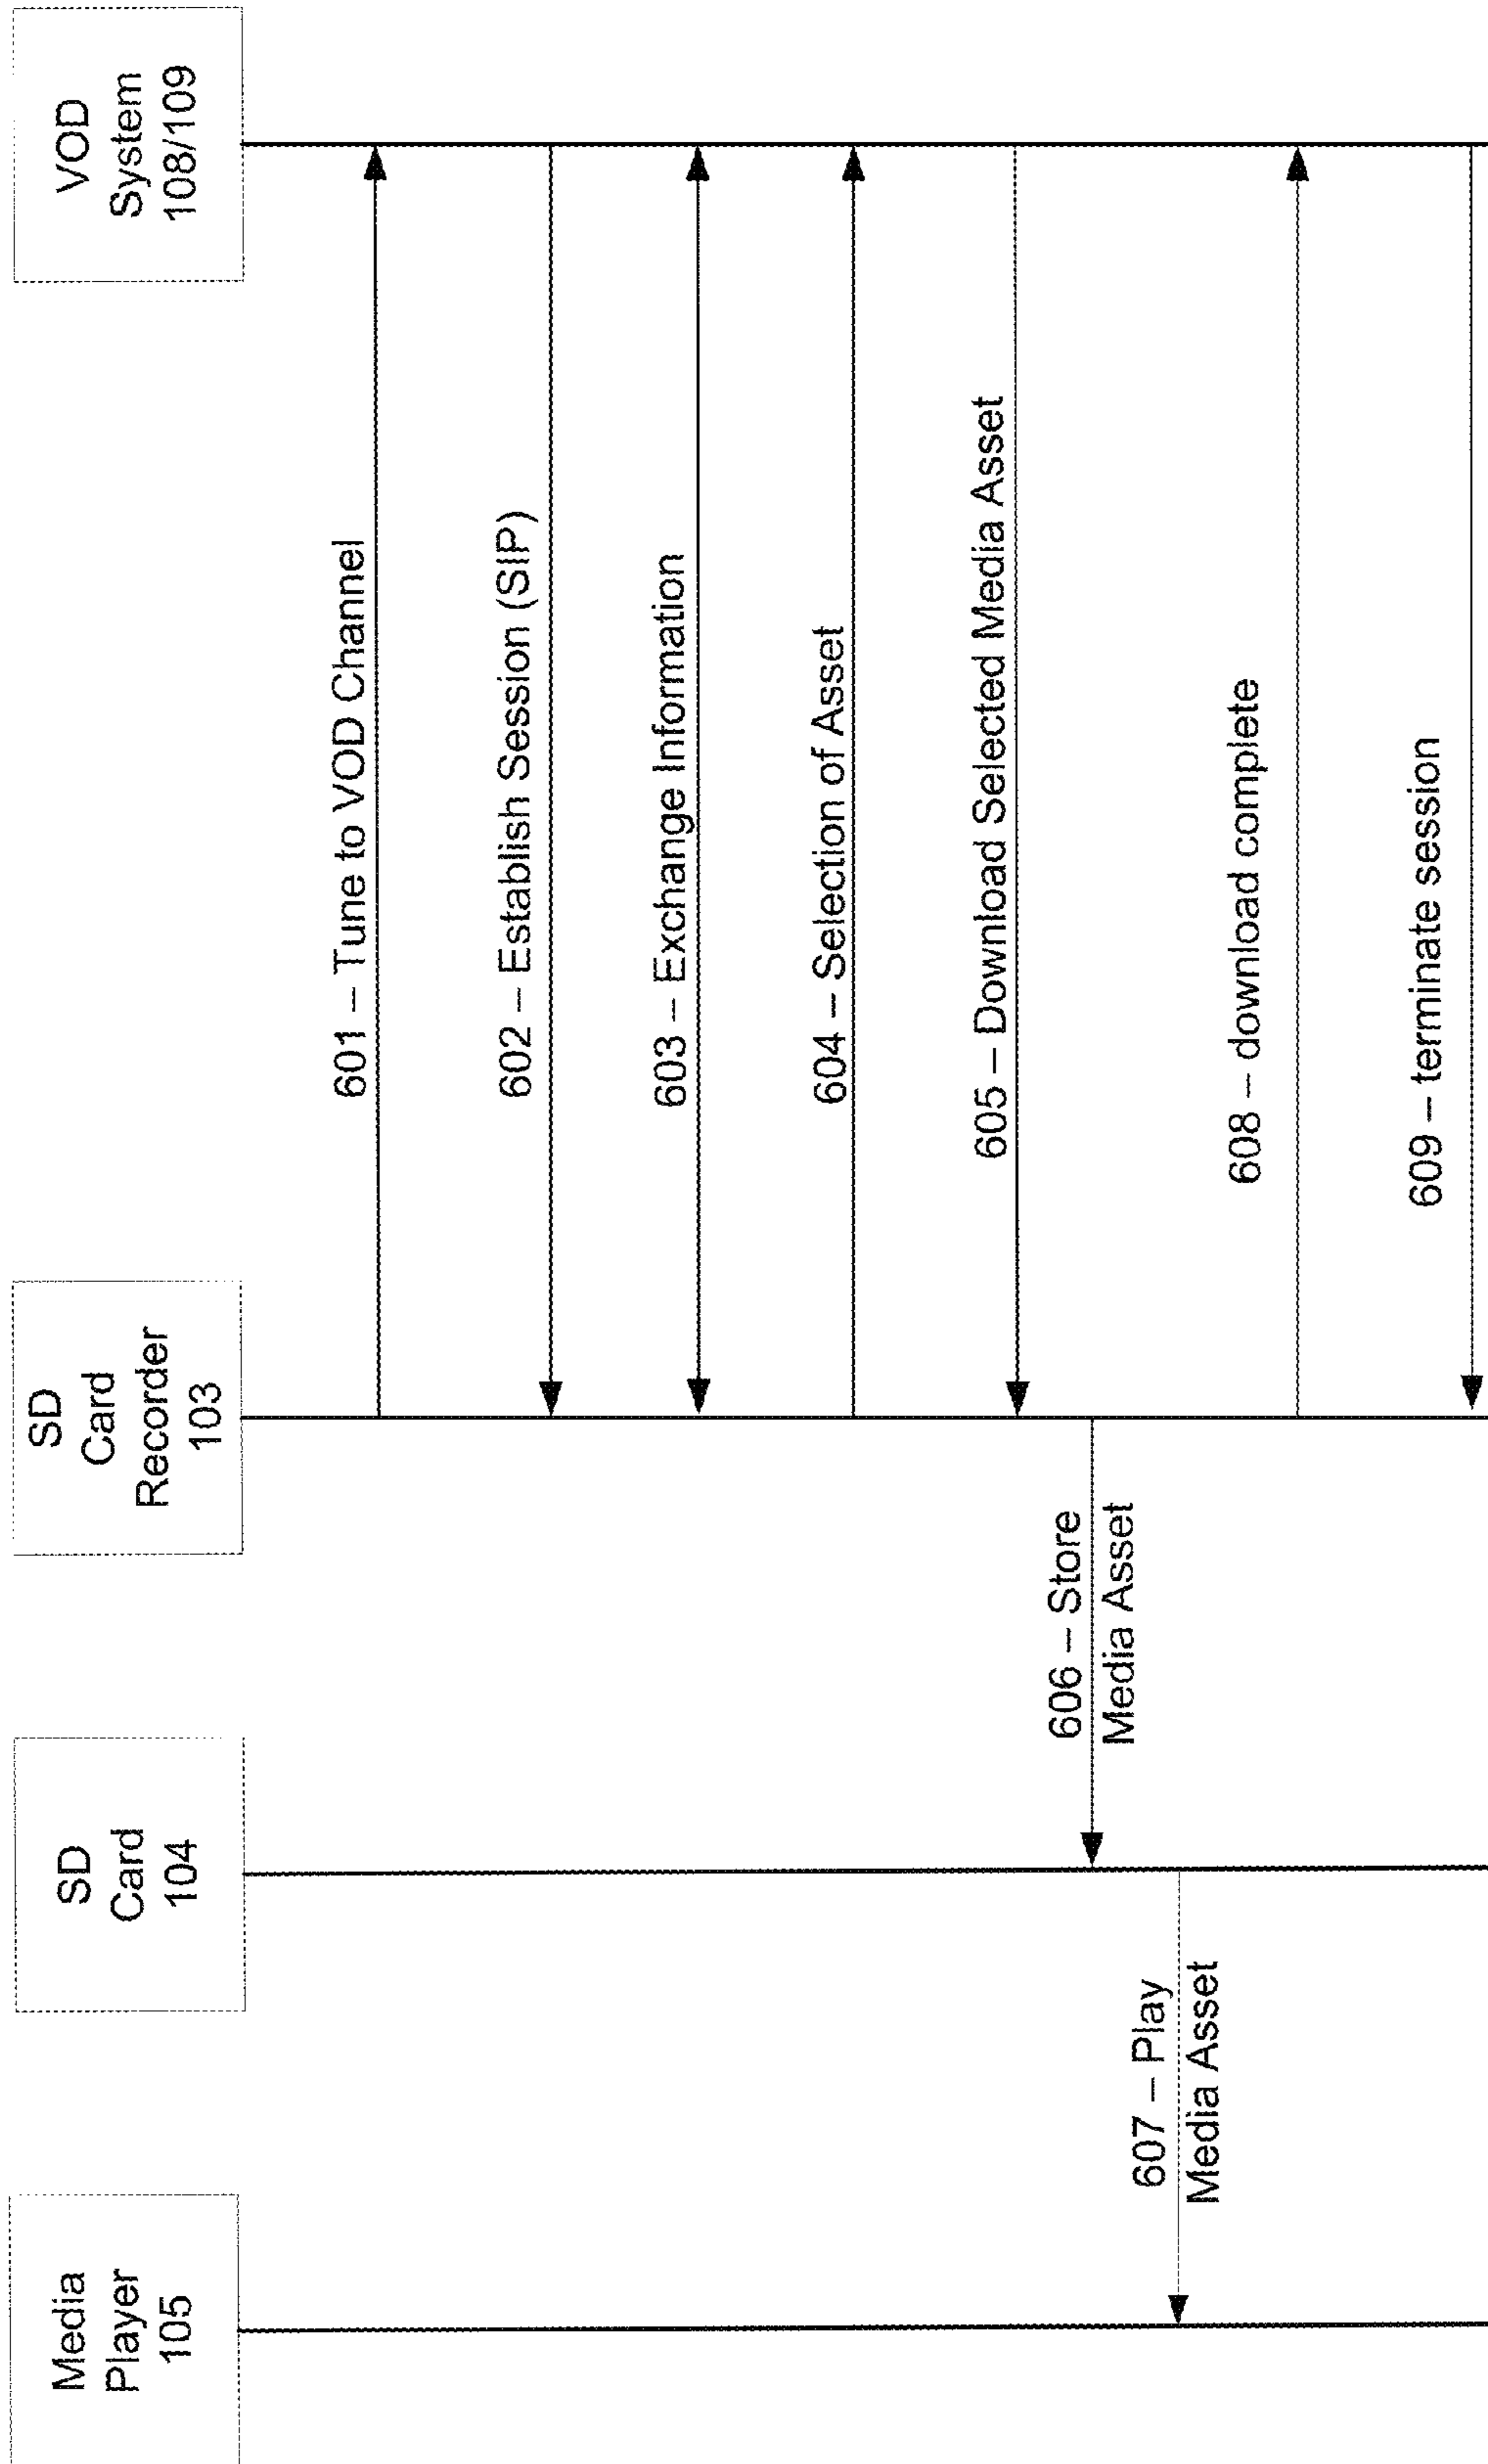 Media
Player
105
SD
Card
104
SD
Card
Recorder
103
VOD
System
108/109
601 – Tune to VOD Channel
602 – Establish Session (SIP)
603 – Exchange Information
604 – Selection of Asset
605 – Download Selected Media Asset
606 – Store
Media Asset
607 – Play
Media Asset
608 – download complete
609 – terminate session